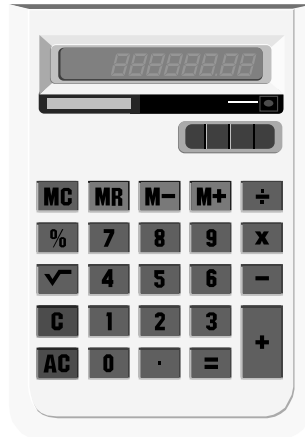 88888888
MC MR M− M+ ÷
% 7 8 9 x
√ 4 5 6 −
C 1 2 3 +
AC 0 . =